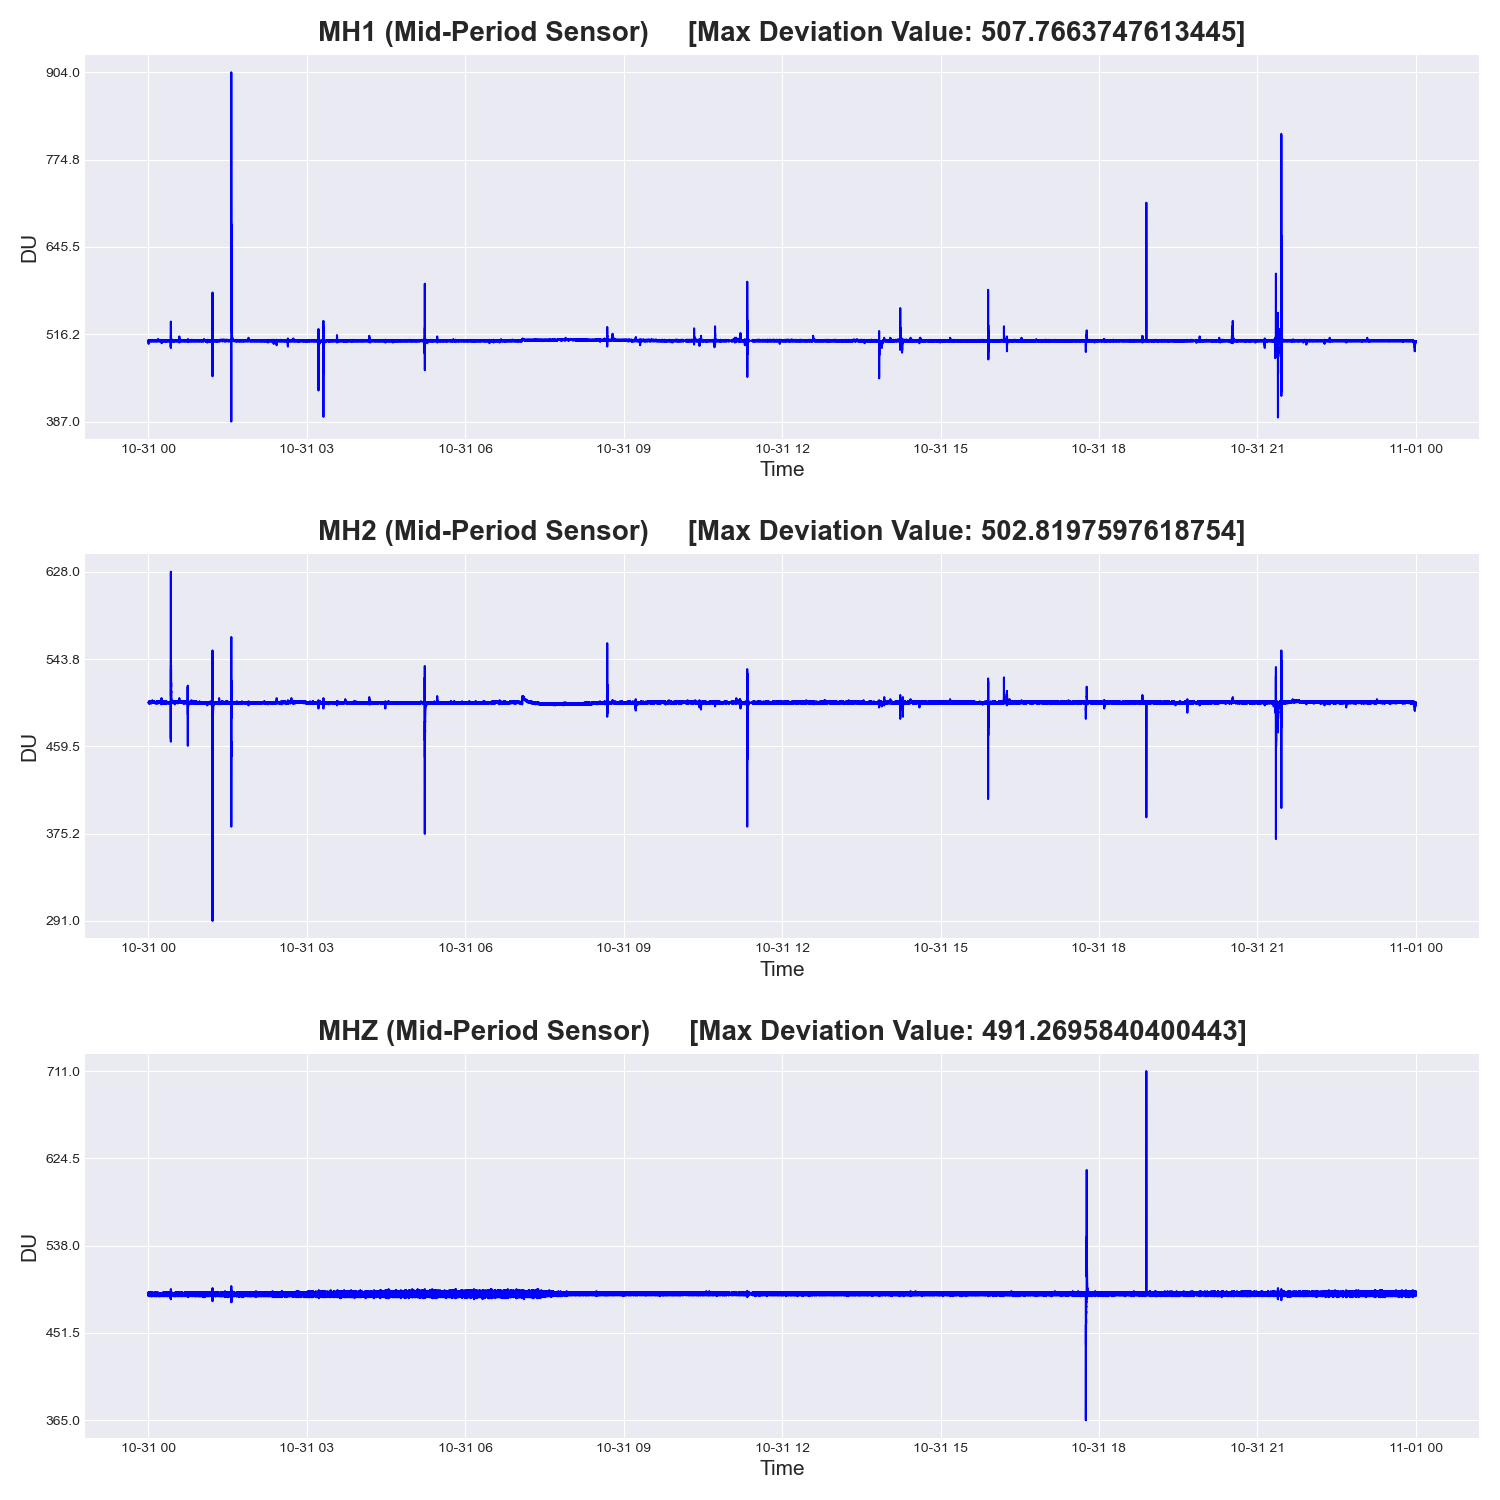 MH1 (Mid-Period Sensor) [Max Deviation Value: 507.7663747613445]
904.0
774.8
645.5
516.2
387.0
DU
10-31 00 10-31 03 10-31 06 10-31 09 10-31 12 10-31 15 10-31 18 10-31 21 11-01 00
Time
MH2 (Mid-Period Sensor) [Max Deviation Value: 502.8197597618754]
628.0
543.8
459.5
375.2
291.0
DU
10-31 00 10-31 03 10-31 06 10-31 09 10-31 12 10-31 15 10-31 18 10-31 21 11-01 00
Time
MHZ (Mid-Period Sensor) [Max Deviation Value: 491.2695840400443]
711.0
624.5
538.0
451.5
365.0
DU
10-31 00 10-31 03 10-31 06 10-31 09 10-31 12 10-31 15 10-31 18 10-31 21 11-01 00
Time